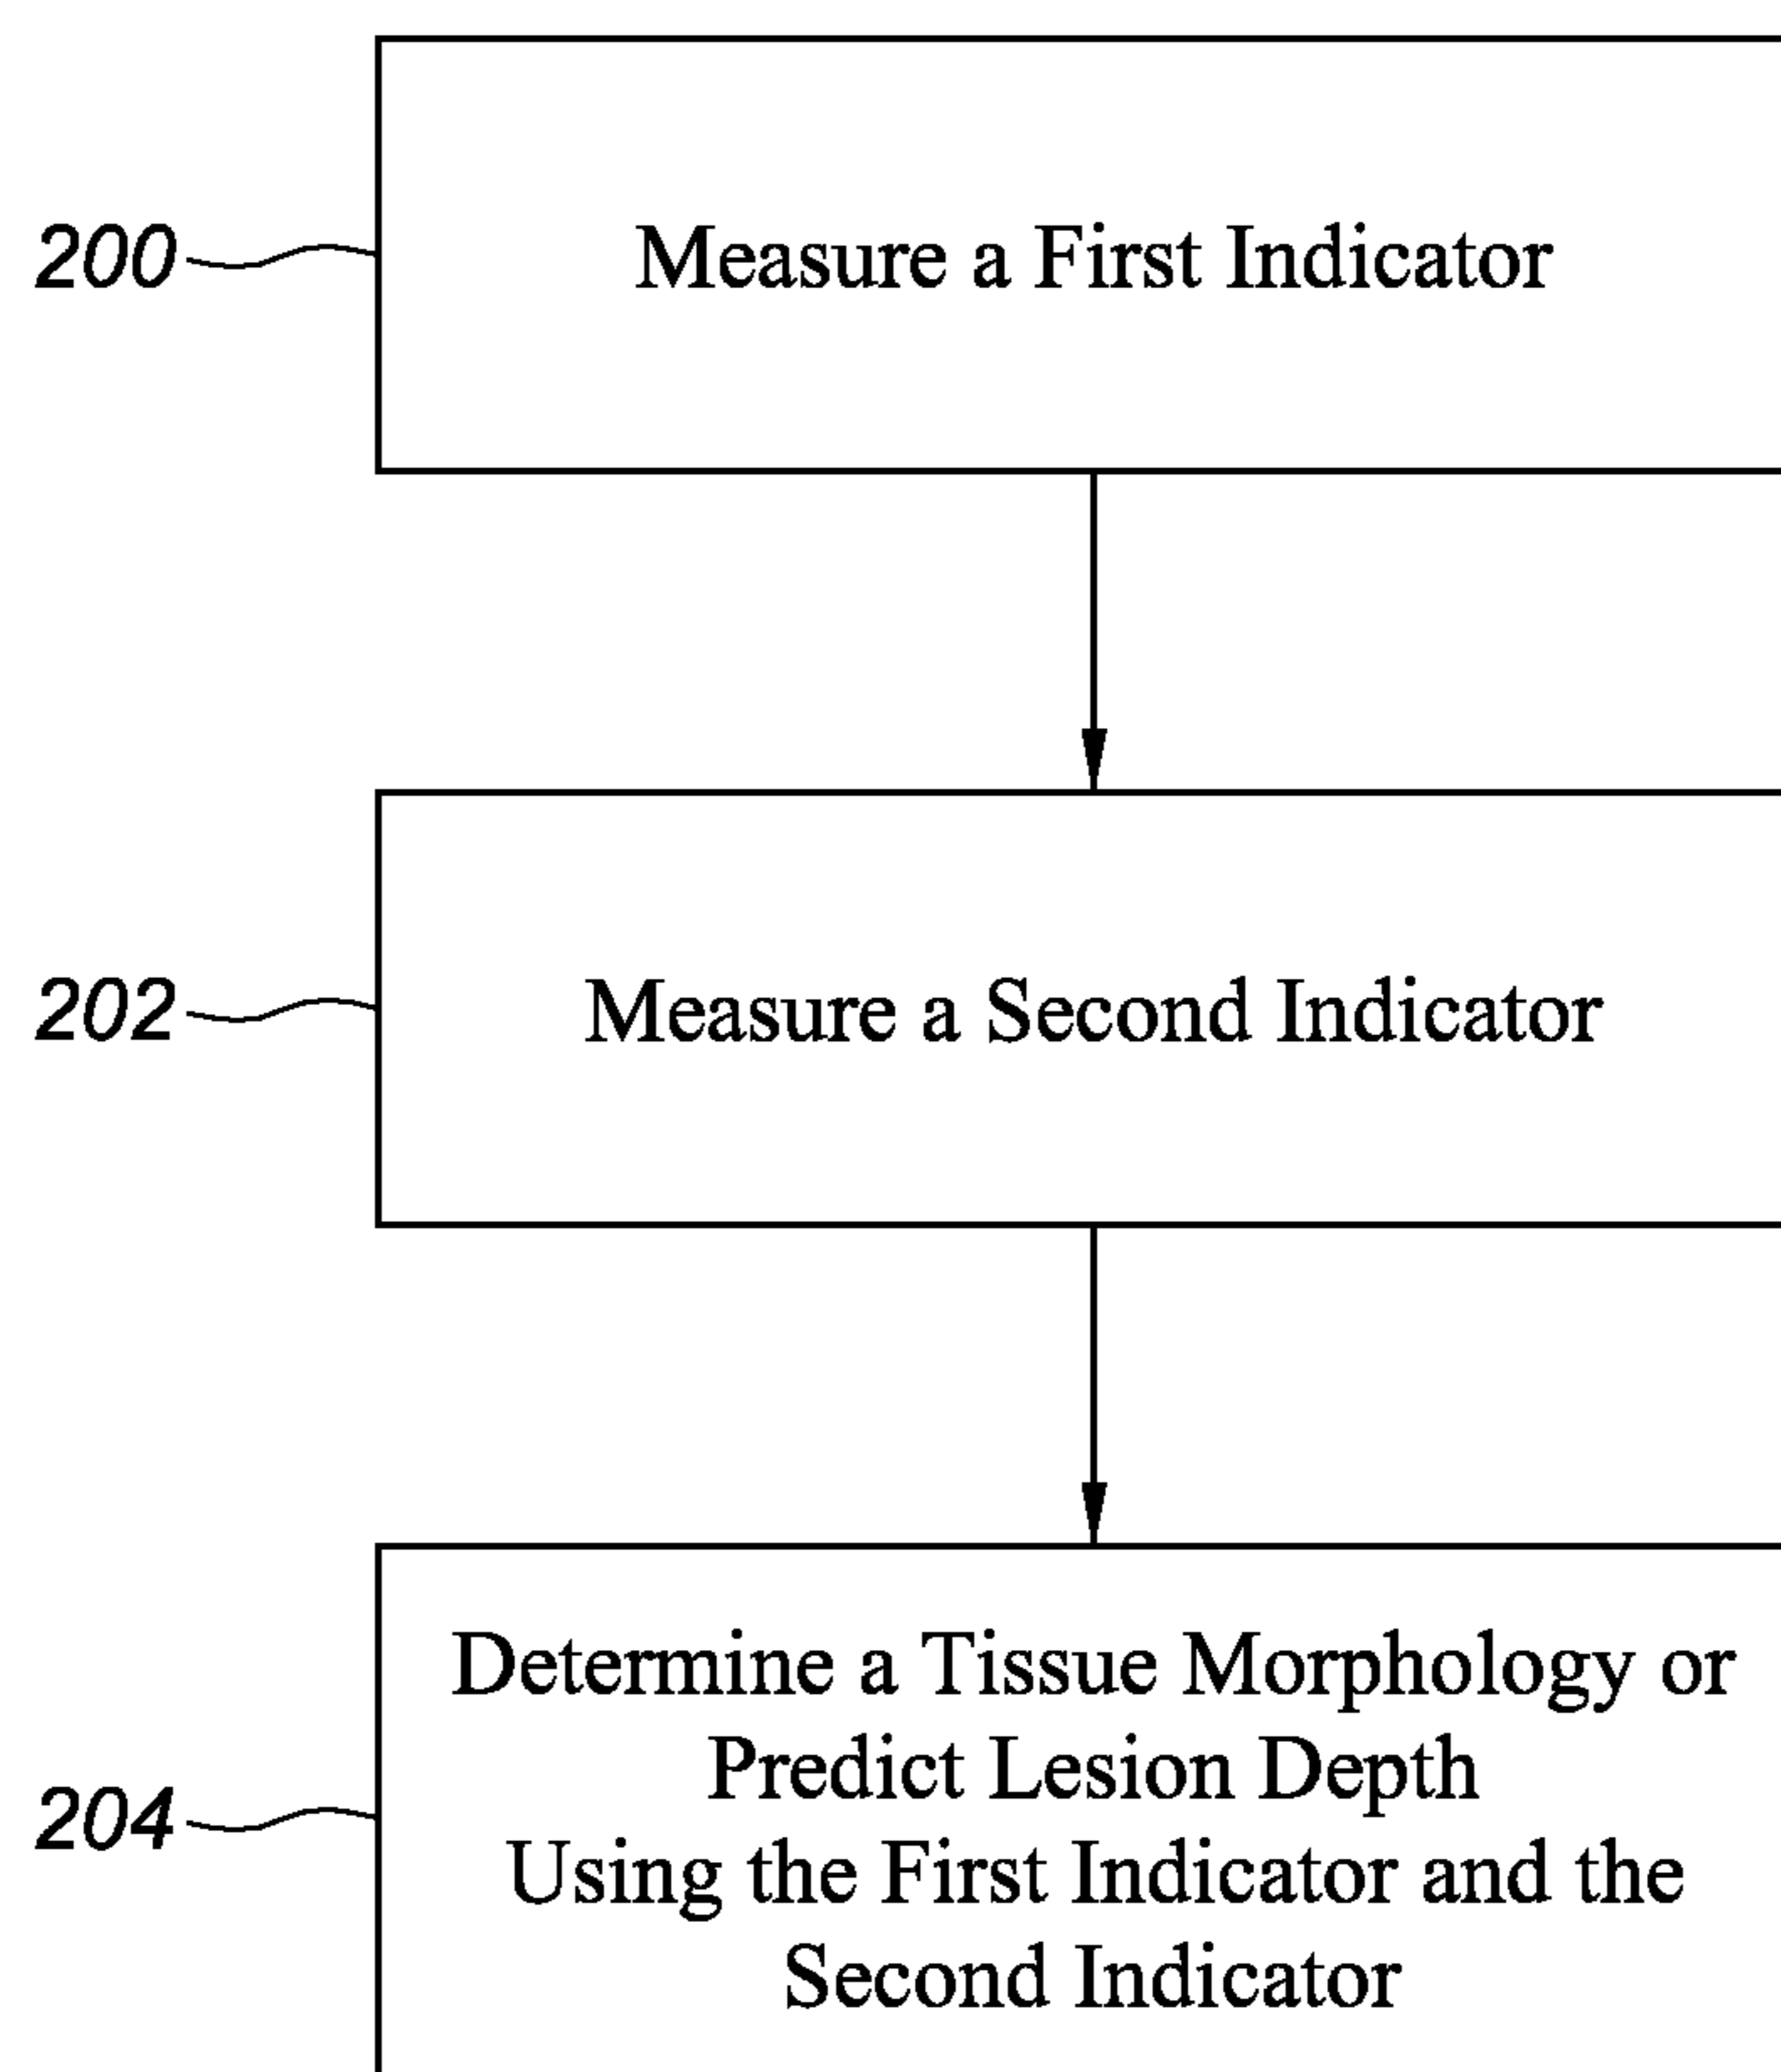 200
Measure a First Indicator
202
Measure a Second Indicator
204
Determine a Tissue Morphology or
Predict Lesion Depth
Using the First Indicator and the
Second Indicator